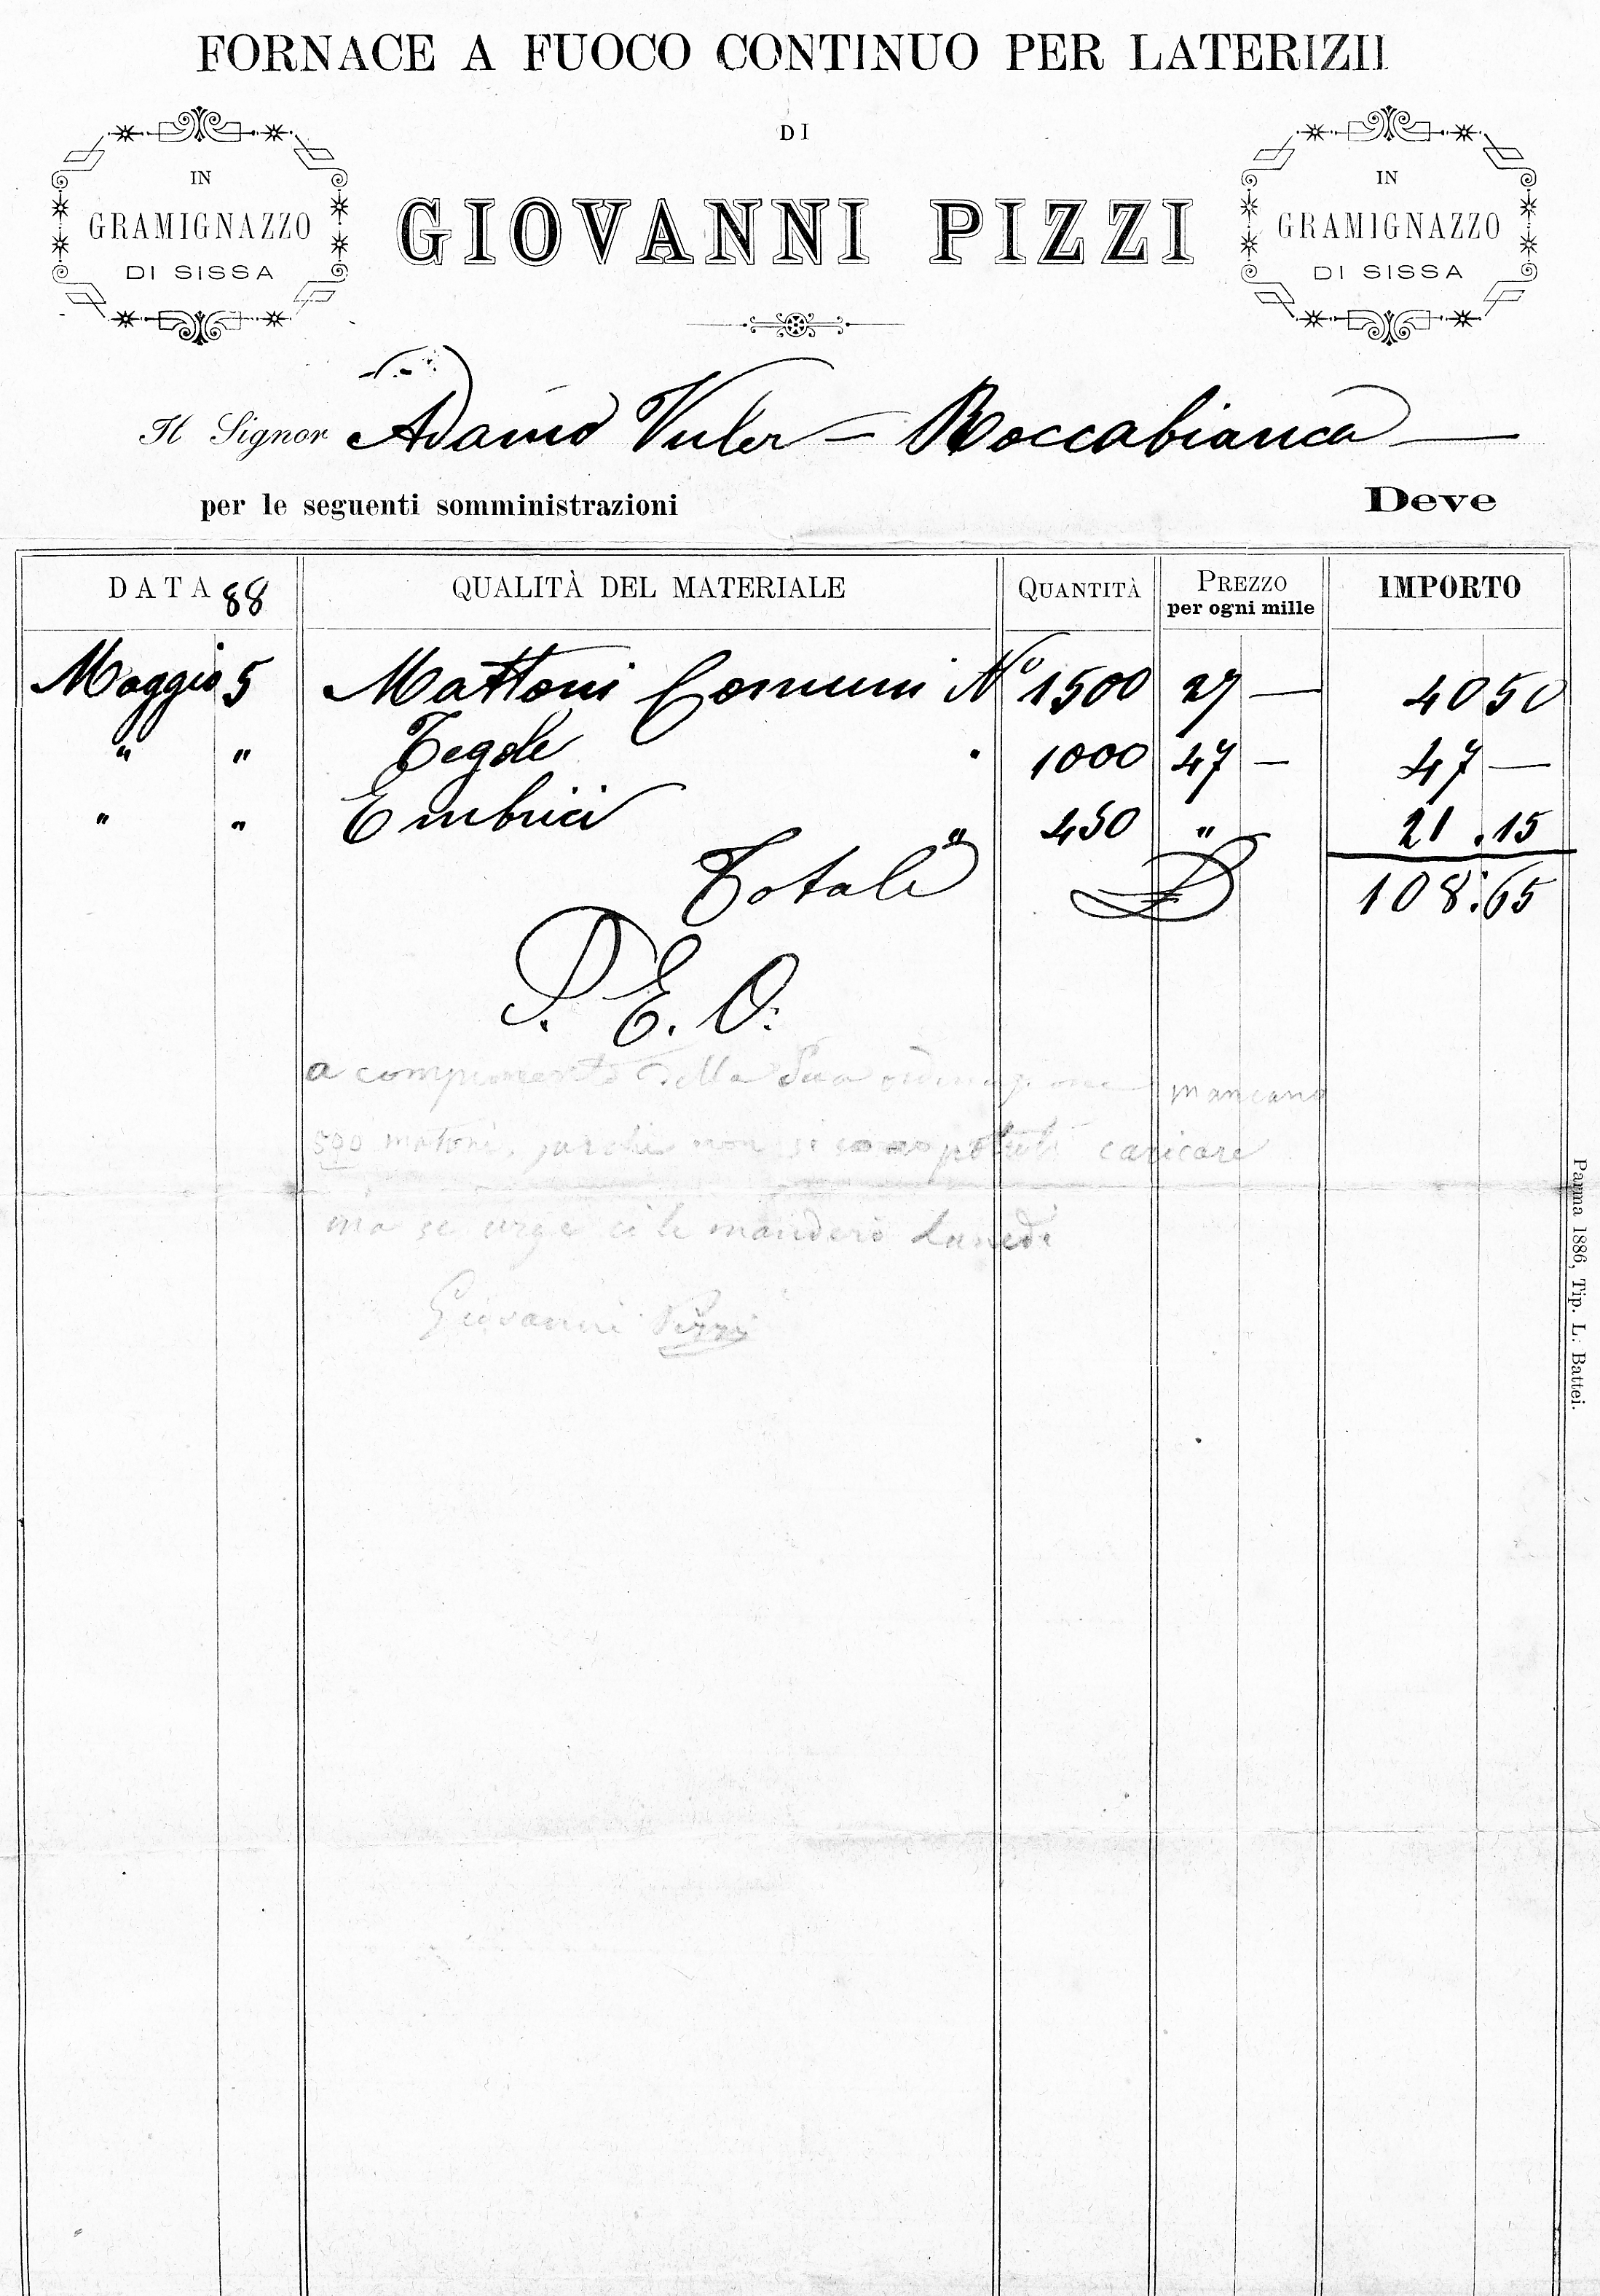 FORNACE A FUOCO CONTINUO PER LATERIZII
DI
IN
GRAMIGNAZZO
DI SISSA
GIOVANNI PIZZI
IN
GRAMIGNAZZO
DI SISSA
Il Signor Adamo Vuler – Roccabianca —
per le seguenti somministrazioni Deve
DATA 88 QUALITÀ DEL MATERIALE QUANTITÀ PREZZO per ogni mille IMPORTO
Maggio 5 Mattoni Comuni No 1500 27 — 40 50
" " Tegole " 1000 47 — 47 —
" " Embrici " 450 " 21 . 15
Totale 108:65
P. E. O.
a compimento della Sua ordinazione mancano
500 matoni, perchè non si sono potuti caricare
ma se urge ci le manderò Lunedì
Giovanni Pizzi
Parma 1886, Tip. L. Battei.